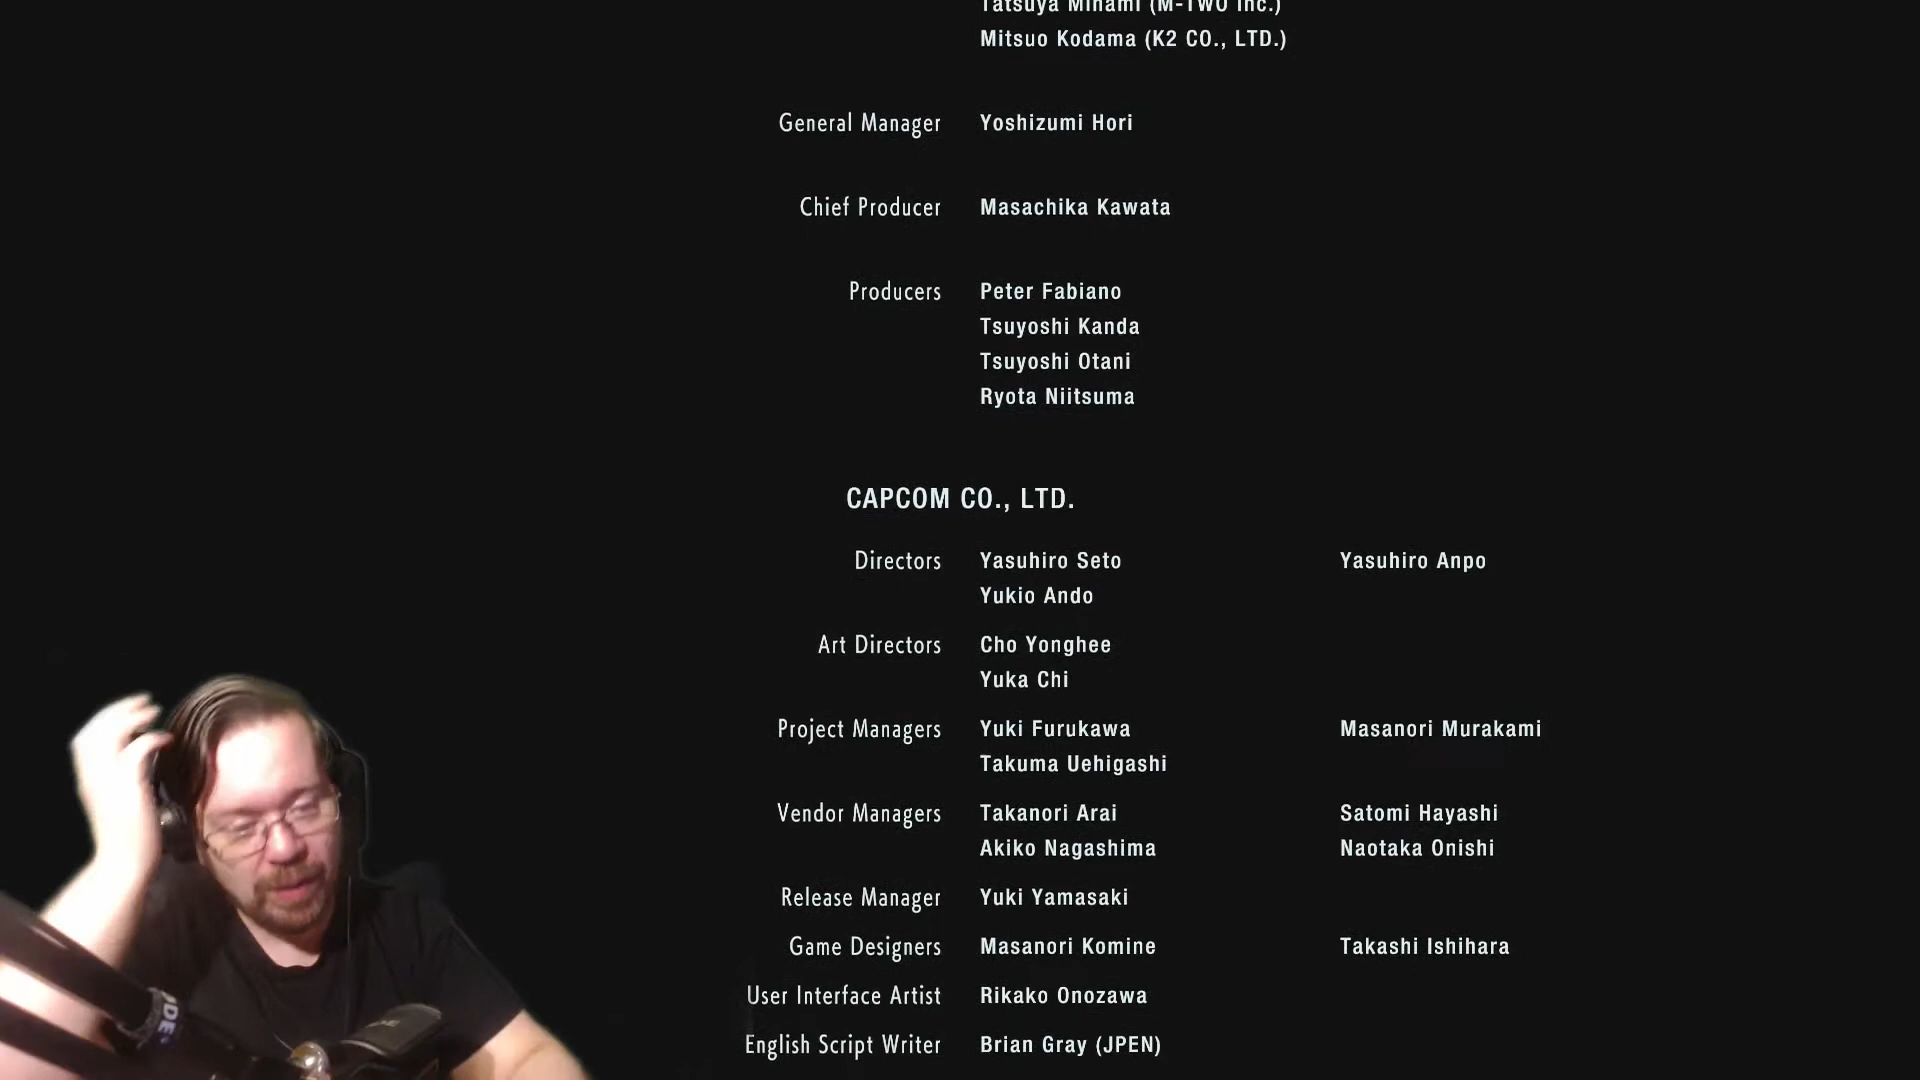 Tatsuya Minami (M-TWO Inc.)
Mitsuo Kodama (K2 CO., LTD.)
General Manager Yoshizumi Hori
Chief Producer Masachika Kawata
Producers Peter Fabiano
Tsuyoshi Kanda
Tsuyoshi Otani
Ryota Niitsuma
CAPCOM CO., LTD.
Directors Yasuhiro Seto Yasuhiro Anpo
Yukio Ando
Art Directors Cho Yonghee
Yuka Chi
Project Managers Yuki Furukawa Masanori Murakami
Takuma Uehigashi
Vendor Managers Takanori Arai Satomi Hayashi
Akiko Nagashima Naotaka Onishi
Release Manager Yuki Yamasaki
Game Designers Masanori Komine Takashi Ishihara
User Interface Artist Rikako Onozawa
English Script Writer Brian Gray (JPEN)